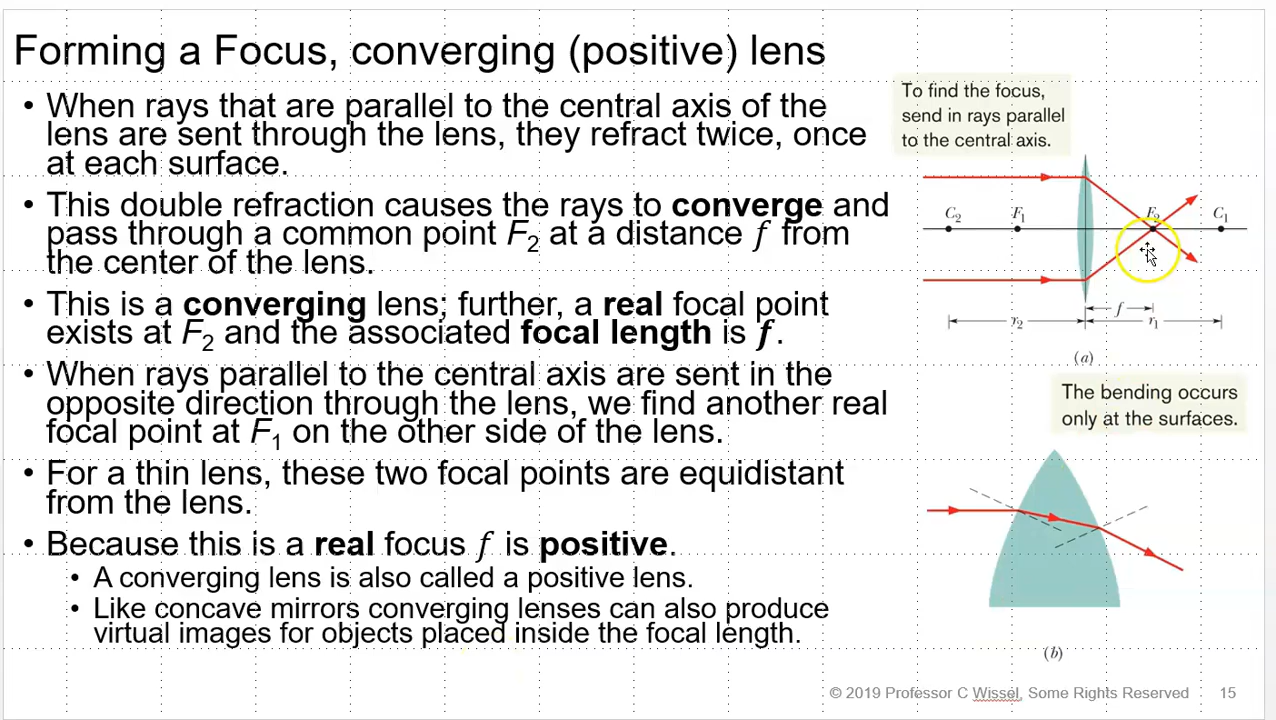 Forming a Focus, converging (positive) lens
• When rays that are parallel to the central axis of the
lens are sent through the lens, they refract twice, once
at each surface.
• This double refraction causes the rays to converge and
pass through a common point F2 at a distance f from
the center of the lens.
• This is a converging lens; further, a real focal point
exists at F2 and the associated focal length is f.
• When rays parallel to the central axis are sent in the
opposite direction through the lens, we find another real
focal point at F1 on the other side of the lens.
• For a thin lens, these two focal points are equidistant
from the lens.
• Because this is a real focus f is positive.
• A converging lens is also called a positive lens.
• Like concave mirrors converging lenses can also produce
virtual images for objects placed inside the focal length.
To find the focus,
send in rays parallel
to the central axis.
C2 F1 F2 C1
f
r2 r1
(a)
The bending occurs
only at the surfaces.
(b)
© 2019 Professor C Wissel, Some Rights Reserved 15